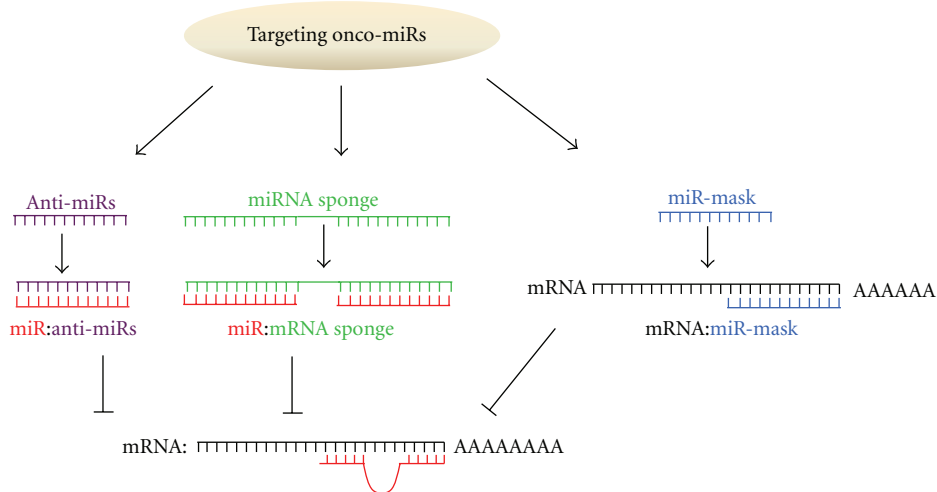 Targeting onco-miRs
Anti-miRs
miRNA sponge
miR-mask
mRNA
AAAAAA
miR:anti-miRs
miR:mRNA sponge
mRNA:miR-mask
mRNA:
AAAAAAAA